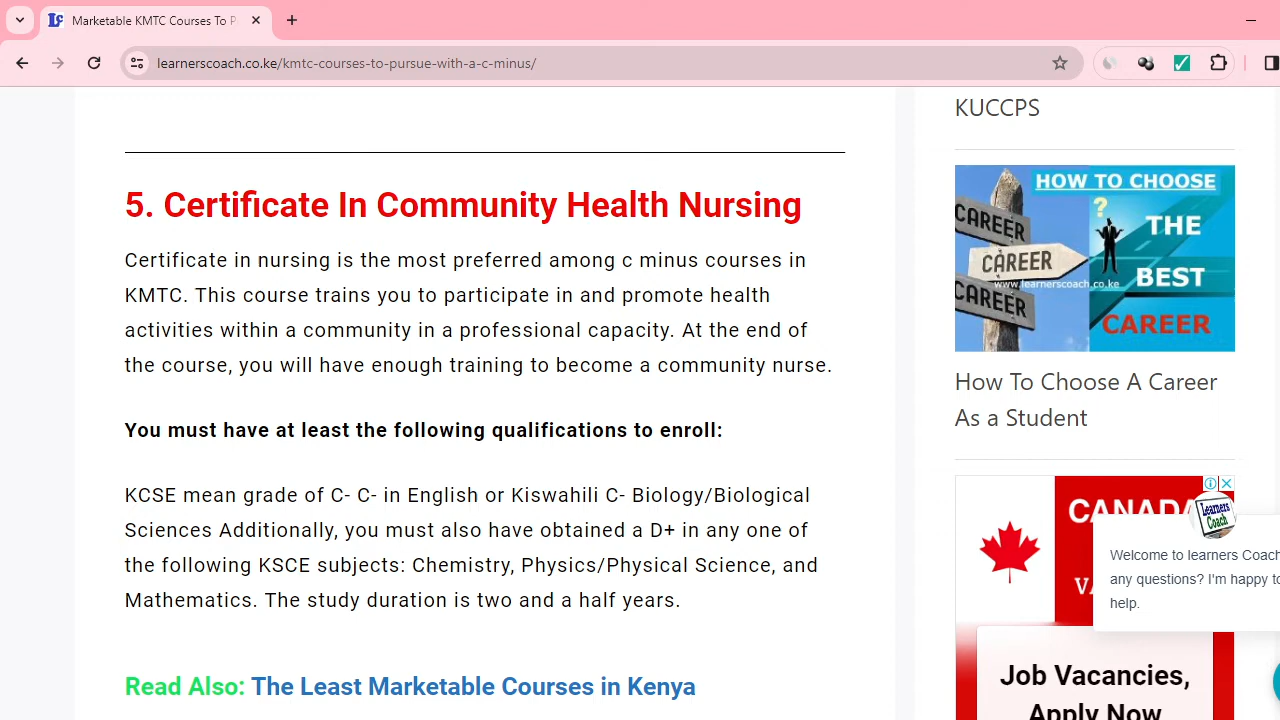 Marketable KMTC Courses To P
learnerscoach.co.ke/kmtc-courses-to-pursue-with-a-c-minus/
5. Certificate In Community Health Nursing
Certificate in nursing is the most preferred among c minus courses in
KMTC. This course trains you to participate in and promote health
activities within a community in a professional capacity. At the end of
the course, you will have enough training to become a community nurse.
You must have at least the following qualifications to enroll:
KCSE mean grade of C- C- in English or Kiswahili C- Biology/Biological
Sciences Additionally, you must also have obtained a D+ in any one of
the following KSCE subjects: Chemistry, Physics/Physical Science, and
Mathematics. The study duration is two and a half years.
Read Also: The Least Marketable Courses in Kenya
KUCCPS
HOW TO CHOOSE
?
THE
BEST
CAREER
CAREER
CAREER
CAREER
www.learnerscoach.co.ke
How To Choose A Career
As a Student
CANADA
Learners
Coach
Welcome to learners Coach
any questions? I'm happy to
help.
Job Vacancies,
Apply Now